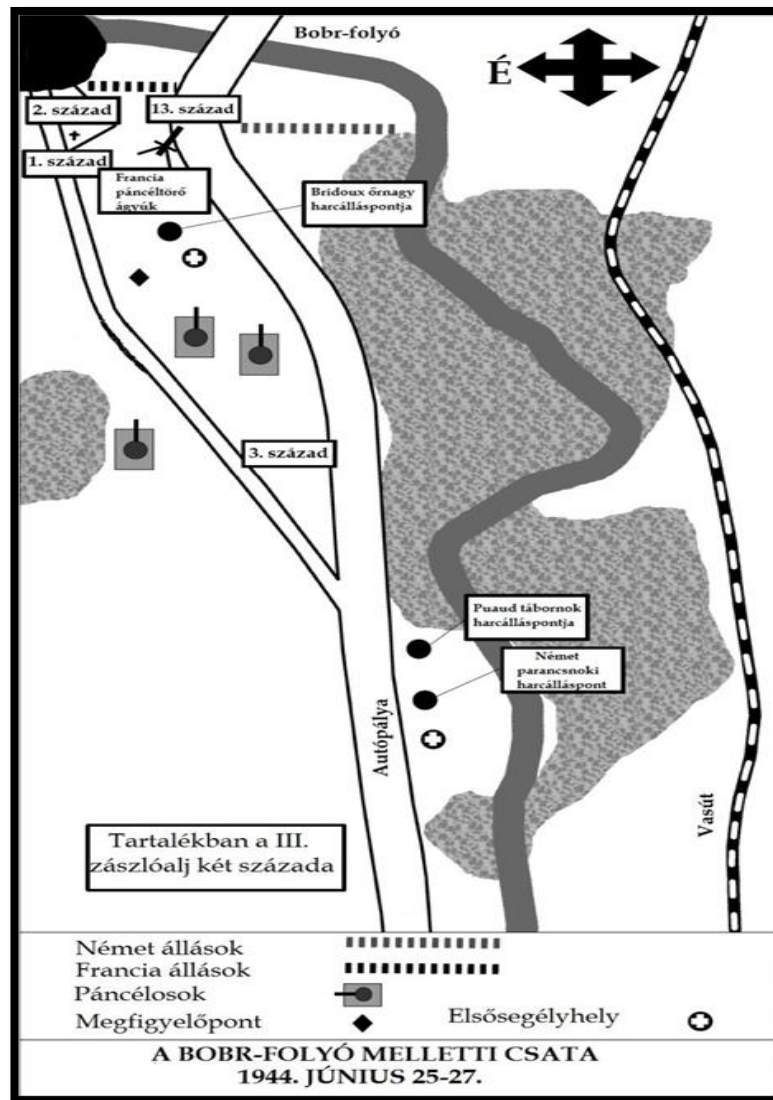 Bobr-folyó
É
2. század
13. század
1. század
Francia
páncéltörő
ágyúk
Bridoux őrnagy
harcálláspontja
3. század
Puaud tábornok
harcálláspontja
Német
parancsnoki
harcálláspont
Autópálya
Vasút
Tartalékban a III.
zászlóalj két százada
Német állások
Francia állások
Páncélosok
Megfigyelőpont
Elsősegélyhely
A BOBR-FOLYÓ MELLETTI CSATA
1944. JÚNIUS 25-27.